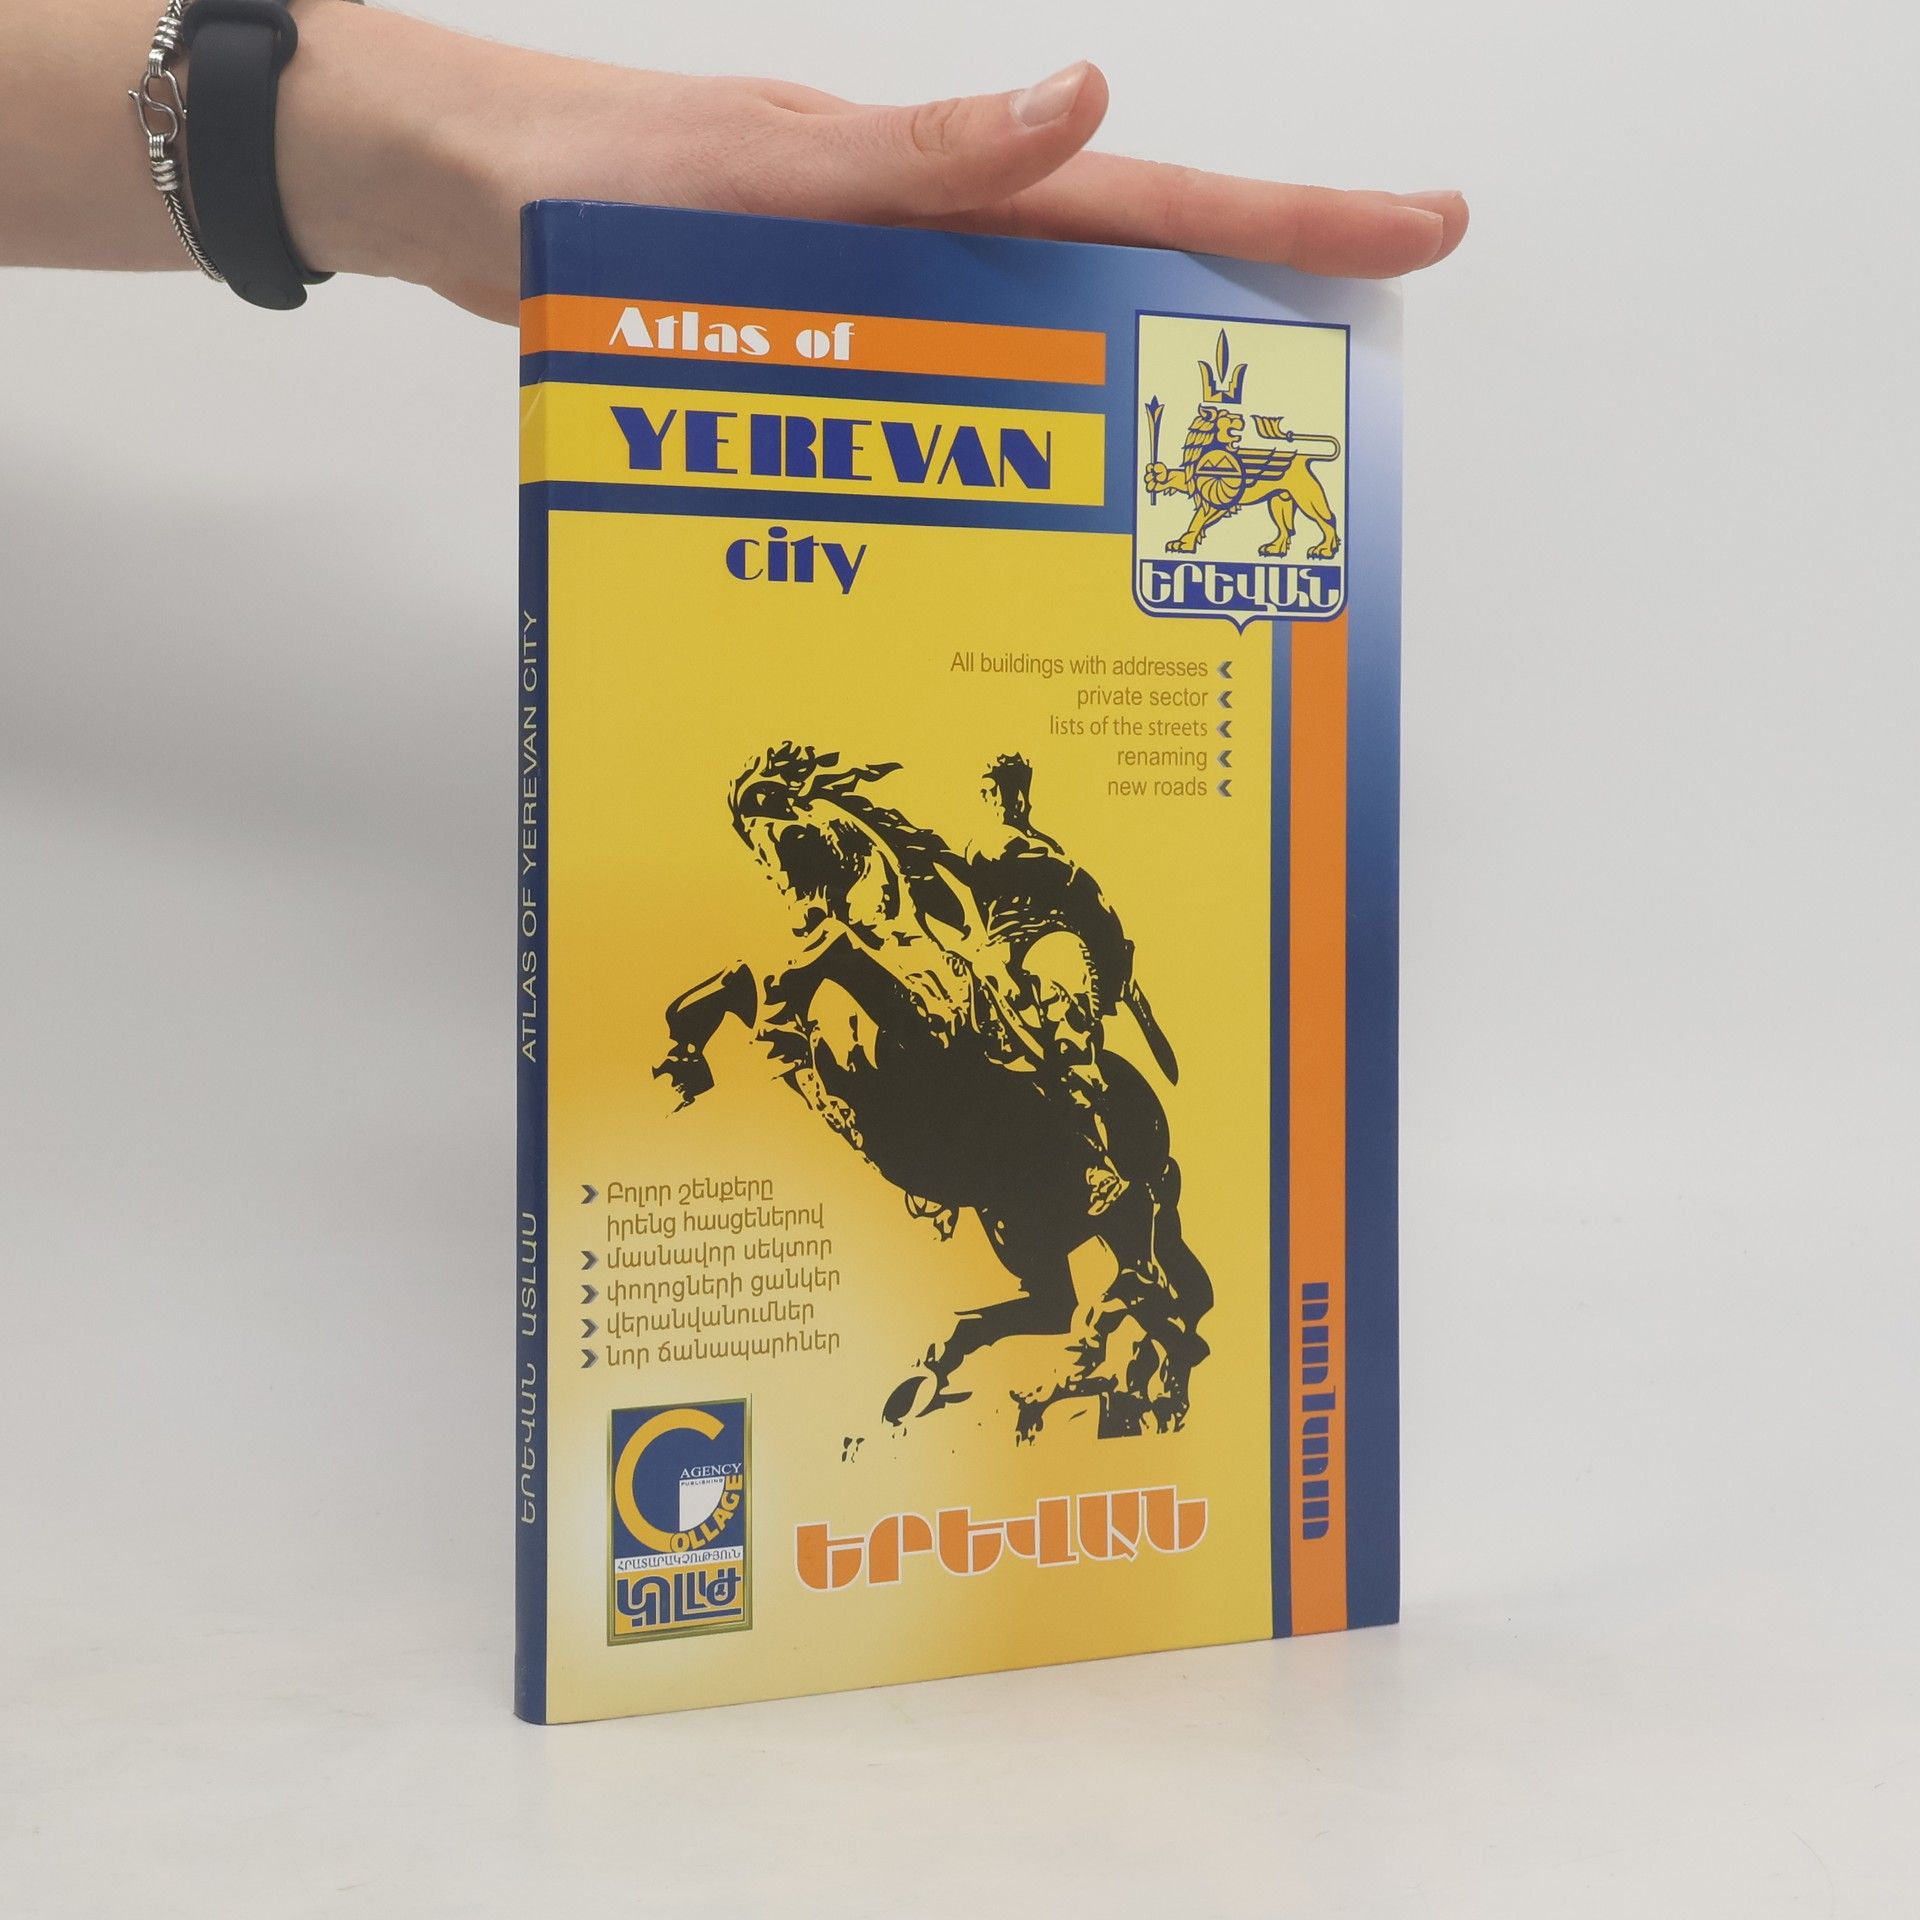 Atlas of
YEREVAN
city
ԵՐԵՎԱՆ
All buildings with addresses
private sector
lists of the streets
renaming
new roads
Բոլոր շենքերը
իրենց հասցեներով
մասնավոր սեկտոր
փողոցների ցանկեր
վերանվանումներ
նոր ճանապարհներ
AGENCY
PUBLISHING
COLLAGE
ՀՐԱՏԱՐԱԿՉՈՒԹՅՈՒՆ
ԿՈԼԼԱԺ
ԵՐԵՎԱՆ
ատլաս
ԵՐԵՎԱՆ ԱՏԼԱՍ
ATLAS OF YEREVAN CITY